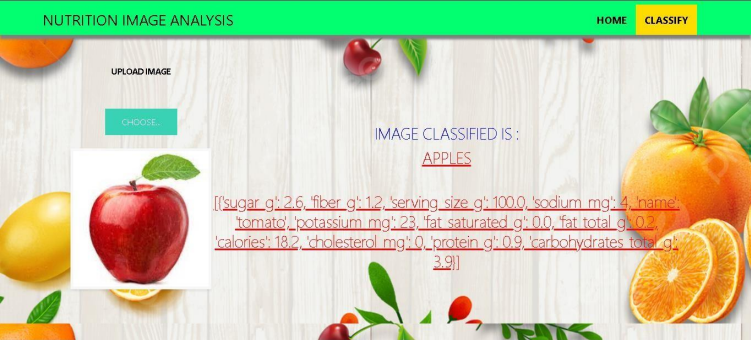 NUTRITION IMAGE ANALYSIS
HOME
CLASSIFY
UPLOAD IMAGE
CHOOSE...
IMAGE CLASSIFIED IS :
APPLES
[{'sugar_g': 2.6, 'fiber_g': 1.2, 'serving_size_g': 100.0, 'sodium_mg': 4, 'name':
'tomato', 'potassium_mg': 23, 'fat_saturated_g': 0.0, 'fat_total_g': 0.2,
'calories': 18.2, 'cholesterol_mg': 0, 'protein_g': 0.9, 'carbohydrates_total_g':
3.9}]